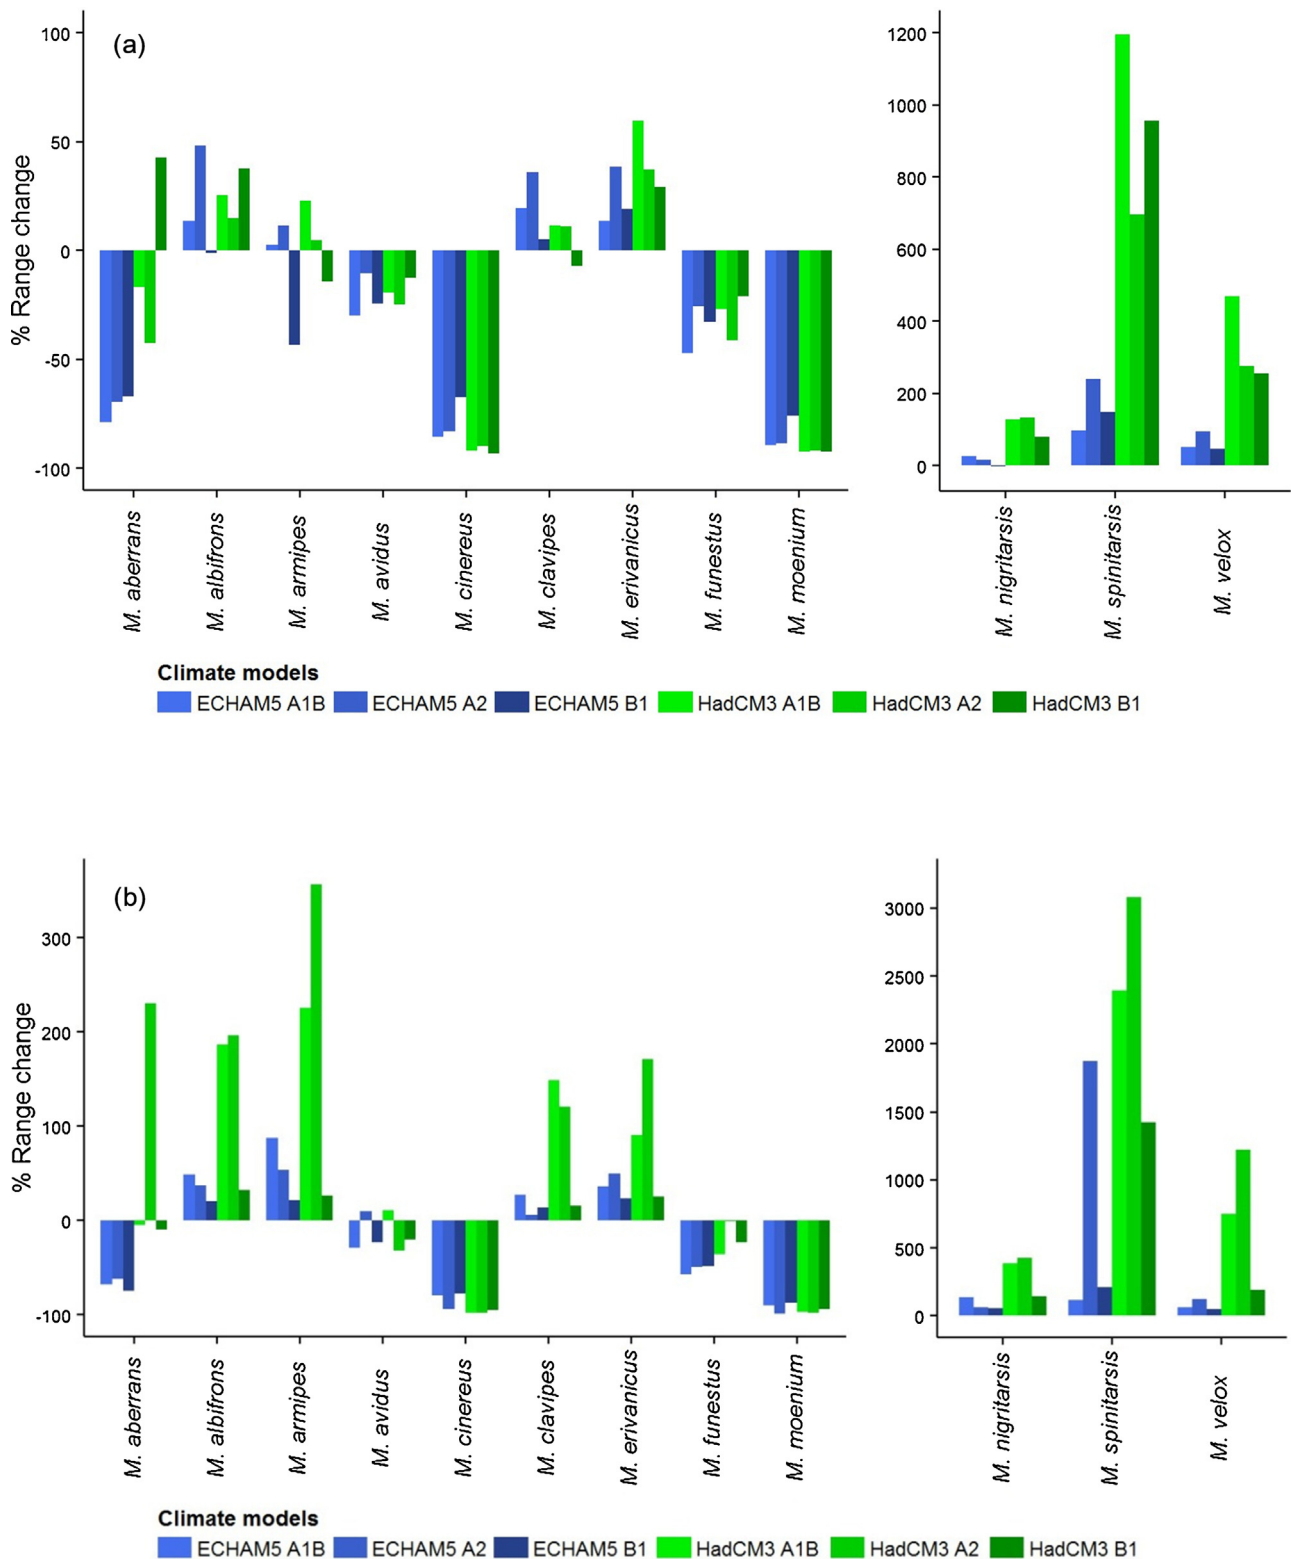 (a)
% Range change
100
50
0
-50
-100
M. aberrans
M. albifrons
M. armipes
M. avidus
M. cinereus
M. clavipes
M. erivanicus
M. funestus
M. moenium
1200
1000
800
600
400
200
0
M. nigritarsis
M. spinitarsis
M. velox
Climate models
ECHAM5 A1B ECHAM5 A2 ECHAM5 B1 HadCM3 A1B HadCM3 A2 HadCM3 B1
(b)
% Range change
300
200
100
0
-100
M. aberrans
M. albifrons
M. armipes
M. avidus
M. cinereus
M. clavipes
M. erivanicus
M. funestus
M. moenium
3000
2500
2000
1500
1000
500
0
M. nigritarsis
M. spinitarsis
M. velox
Climate models
ECHAM5 A1B ECHAM5 A2 ECHAM5 B1 HadCM3 A1B HadCM3 A2 HadCM3 B1